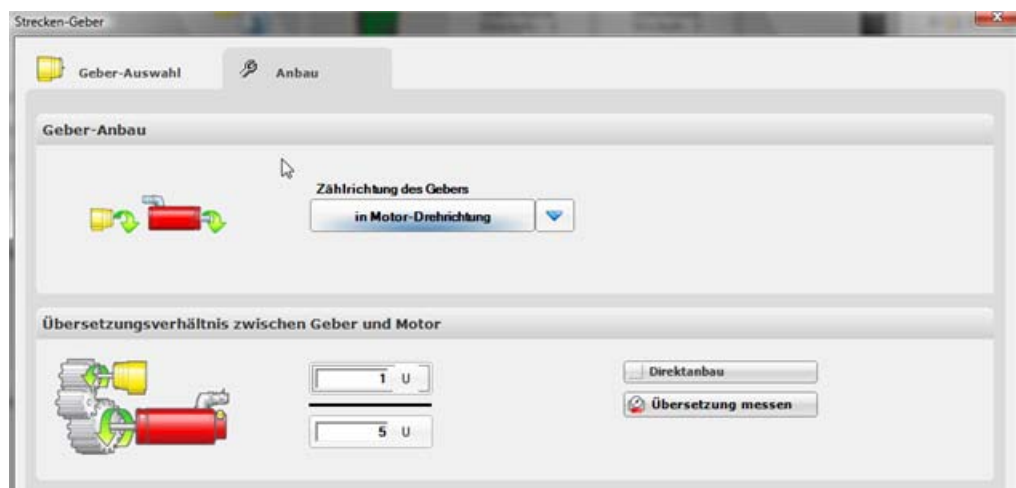 Strecken-Geber
Geber-Auswahl
Anbau
Geber-Anbau
Zählrichtung des Gebers
in Motor-Drehrichtung
Übersetzungsverhältnis zwischen Geber und Motor
1 U
Direktanbau
Übersetzung messen
5 U